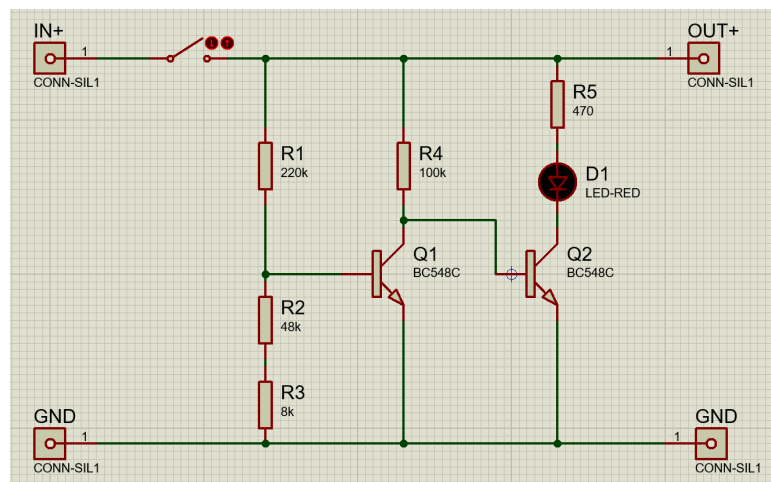 IN+
1
CONN-SIL1
OUT+
1
CONN-SIL1
R5
470
R1
220k
R4
100k
D1
LED-RED
Q1
BC548C
Q2
BC548C
R2
48k
R3
8k
GND
1
CONN-SIL1
GND
1
CONN-SIL1